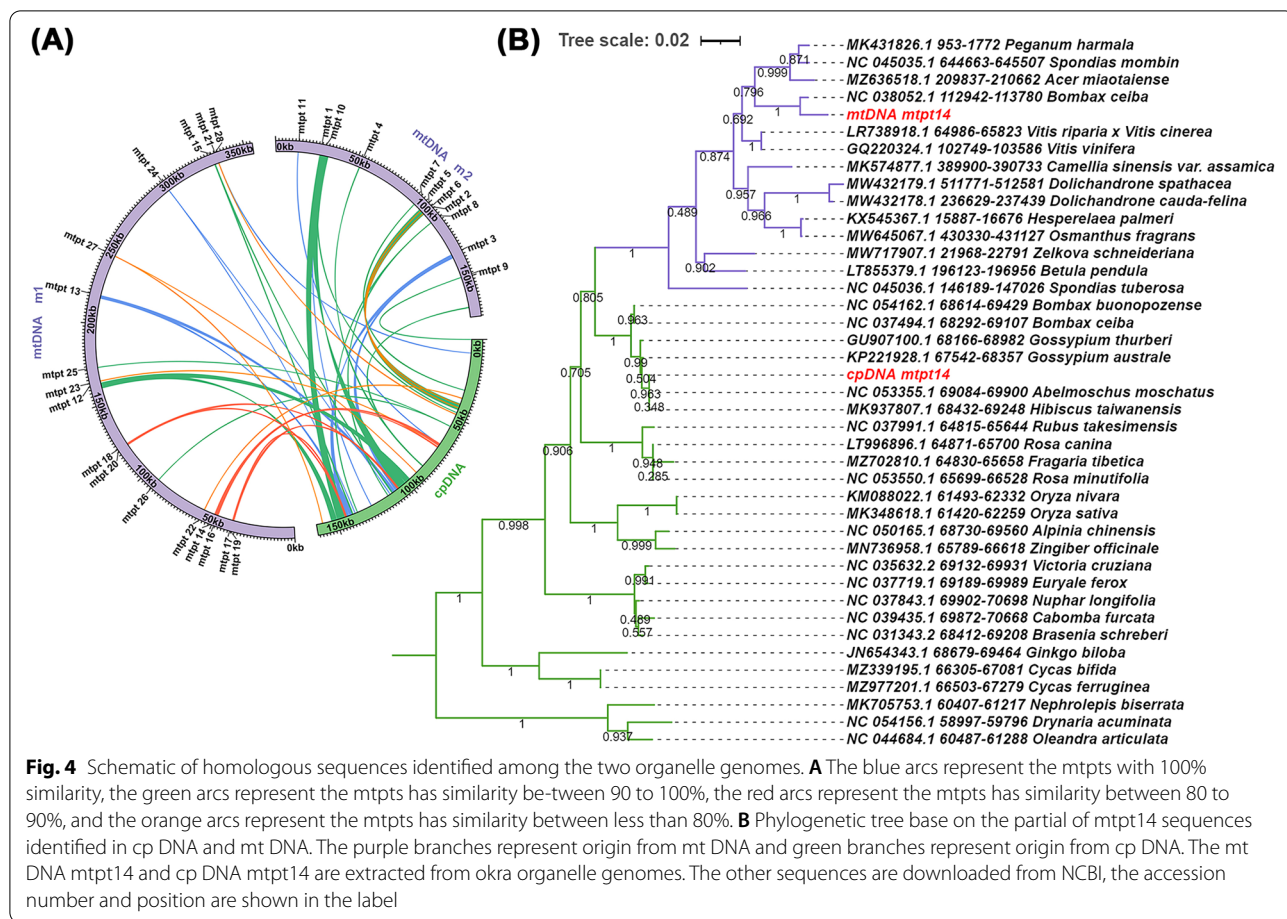 (A)
(B)
Tree scale: 0.02
mtpt 11
mtpt 1
mtpt 10
mtpt 4
mtDNA m2
mtpt 7
mtpt 5
mtpt 6
mtpt 2
mtpt 8
mtpt 3
mtpt 9
0kb
50kb
100kb
150kb
0kb
50kb
100kb
150kb
cpDNA
mtpt 28
mtpt 21
mtpt 15
mtpt 24
mtpt 27
mtpt 13
mtDNA m1
mtpt 25
mtpt 23
mtpt 12
mtpt 18
mtpt 20
mtpt 26
mtpt 22
mtpt 14
mtpt 16
mtpt 17
mtpt 19
350kb
300kb
250kb
200kb
150kb
100kb
50kb
0kb
MK431826.1 953-1772 Peganum harmala
NC 045035.1 644663-645507 Spondias mombin
MZ636518.1 209837-210662 Acer miaotaiense
NC 038052.1 112942-113780 Bombax ceiba
mtDNA mtpt14
LR738918.1 64986-65823 Vitis riparia x Vitis cinerea
GQ220324.1 102749-103586 Vitis vinifera
MK574877.1 389900-390733 Camellia sinensis var. assamica
MW432179.1 511771-512581 Dolichandrone spathacea
MW432178.1 236629-237439 Dolichandrone cauda-felina
KX545367.1 15887-16676 Hesperelaea palmeri
MW645067.1 430330-431127 Osmanthus fragrans
MW717907.1 21968-22791 Zelkova schneideriana
LT855379.1 196123-196956 Betula pendula
NC 045036.1 146189-147026 Spondias tuberosa
NC 054162.1 68614-69429 Bombax buonopozense
NC 037494.1 68292-69107 Bombax ceiba
GU907100.1 68166-68982 Gossypium thurberi
KP221928.1 67542-68357 Gossypium australe
cpDNA mtpt14
NC 053355.1 69084-69900 Abelmoschus moschatus
MK937807.1 68432-69248 Hibiscus taiwanensis
NC 037991.1 64815-65644 Rubus takesimensis
LT996896.1 64871-65700 Rosa canina
MZ702810.1 64830-65658 Fragaria tibetica
NC 053550.1 65699-66528 Rosa minutifolia
KM088022.1 61493-62332 Oryza nivara
MK348618.1 61420-62259 Oryza sativa
NC 050165.1 68730-69560 Alpinia chinensis
MN736958.1 65789-66618 Zingiber officinale
NC 035632.2 69132-69931 Victoria cruziana
NC 037719.1 69189-69989 Euryale ferox
NC 037843.1 69902-70698 Nuphar longifolia
NC 039435.1 69872-70668 Cabomba furcata
NC 031343.2 68412-69208 Brasenia schreberi
JN654343.1 68679-69464 Ginkgo biloba
MZ339195.1 66305-67081 Cycas bifida
MZ977201.1 66503-67279 Cycas ferruginea
MK705753.1 60407-61217 Nephrolepis biserrata
NC 054156.1 58997-59796 Drynaria acuminata
NC 044684.1 60487-61288 Oleandra articulata
0.871
0.999
0.796
1
0.692
1
0.874
0.957
1
0.966
1
0.489
0.902
1
0.805
0.963
1
0.99
0.504
0.963
0.348
0.705
1
0.948
0.285
0.906
1
1
0.999
0.998
0.991
1
0.489
0.557
1
1
1
1
0.937
Fig. 4 Schematic of homologous sequences identified among the two organelle genomes. A The blue arcs represent the mtpts with 100%
similarity, the green arcs represent the mtpts has similarity be-tween 90 to 100%, the red arcs represent the mtpts has similarity between 80 to
90%, and the orange arcs represent the mtpts has similarity between less than 80%. B Phylogenetic tree base on the partial of mtpt14 sequences
identified in cp DNA and mt DNA. The purple branches represent origin from mt DNA and green branches represent origin from cp DNA. The mt
DNA mtpt14 and cp DNA mtpt14 are extracted from okra organelle genomes. The other sequences are downloaded from NCBI, the accession
number and position are shown in the label